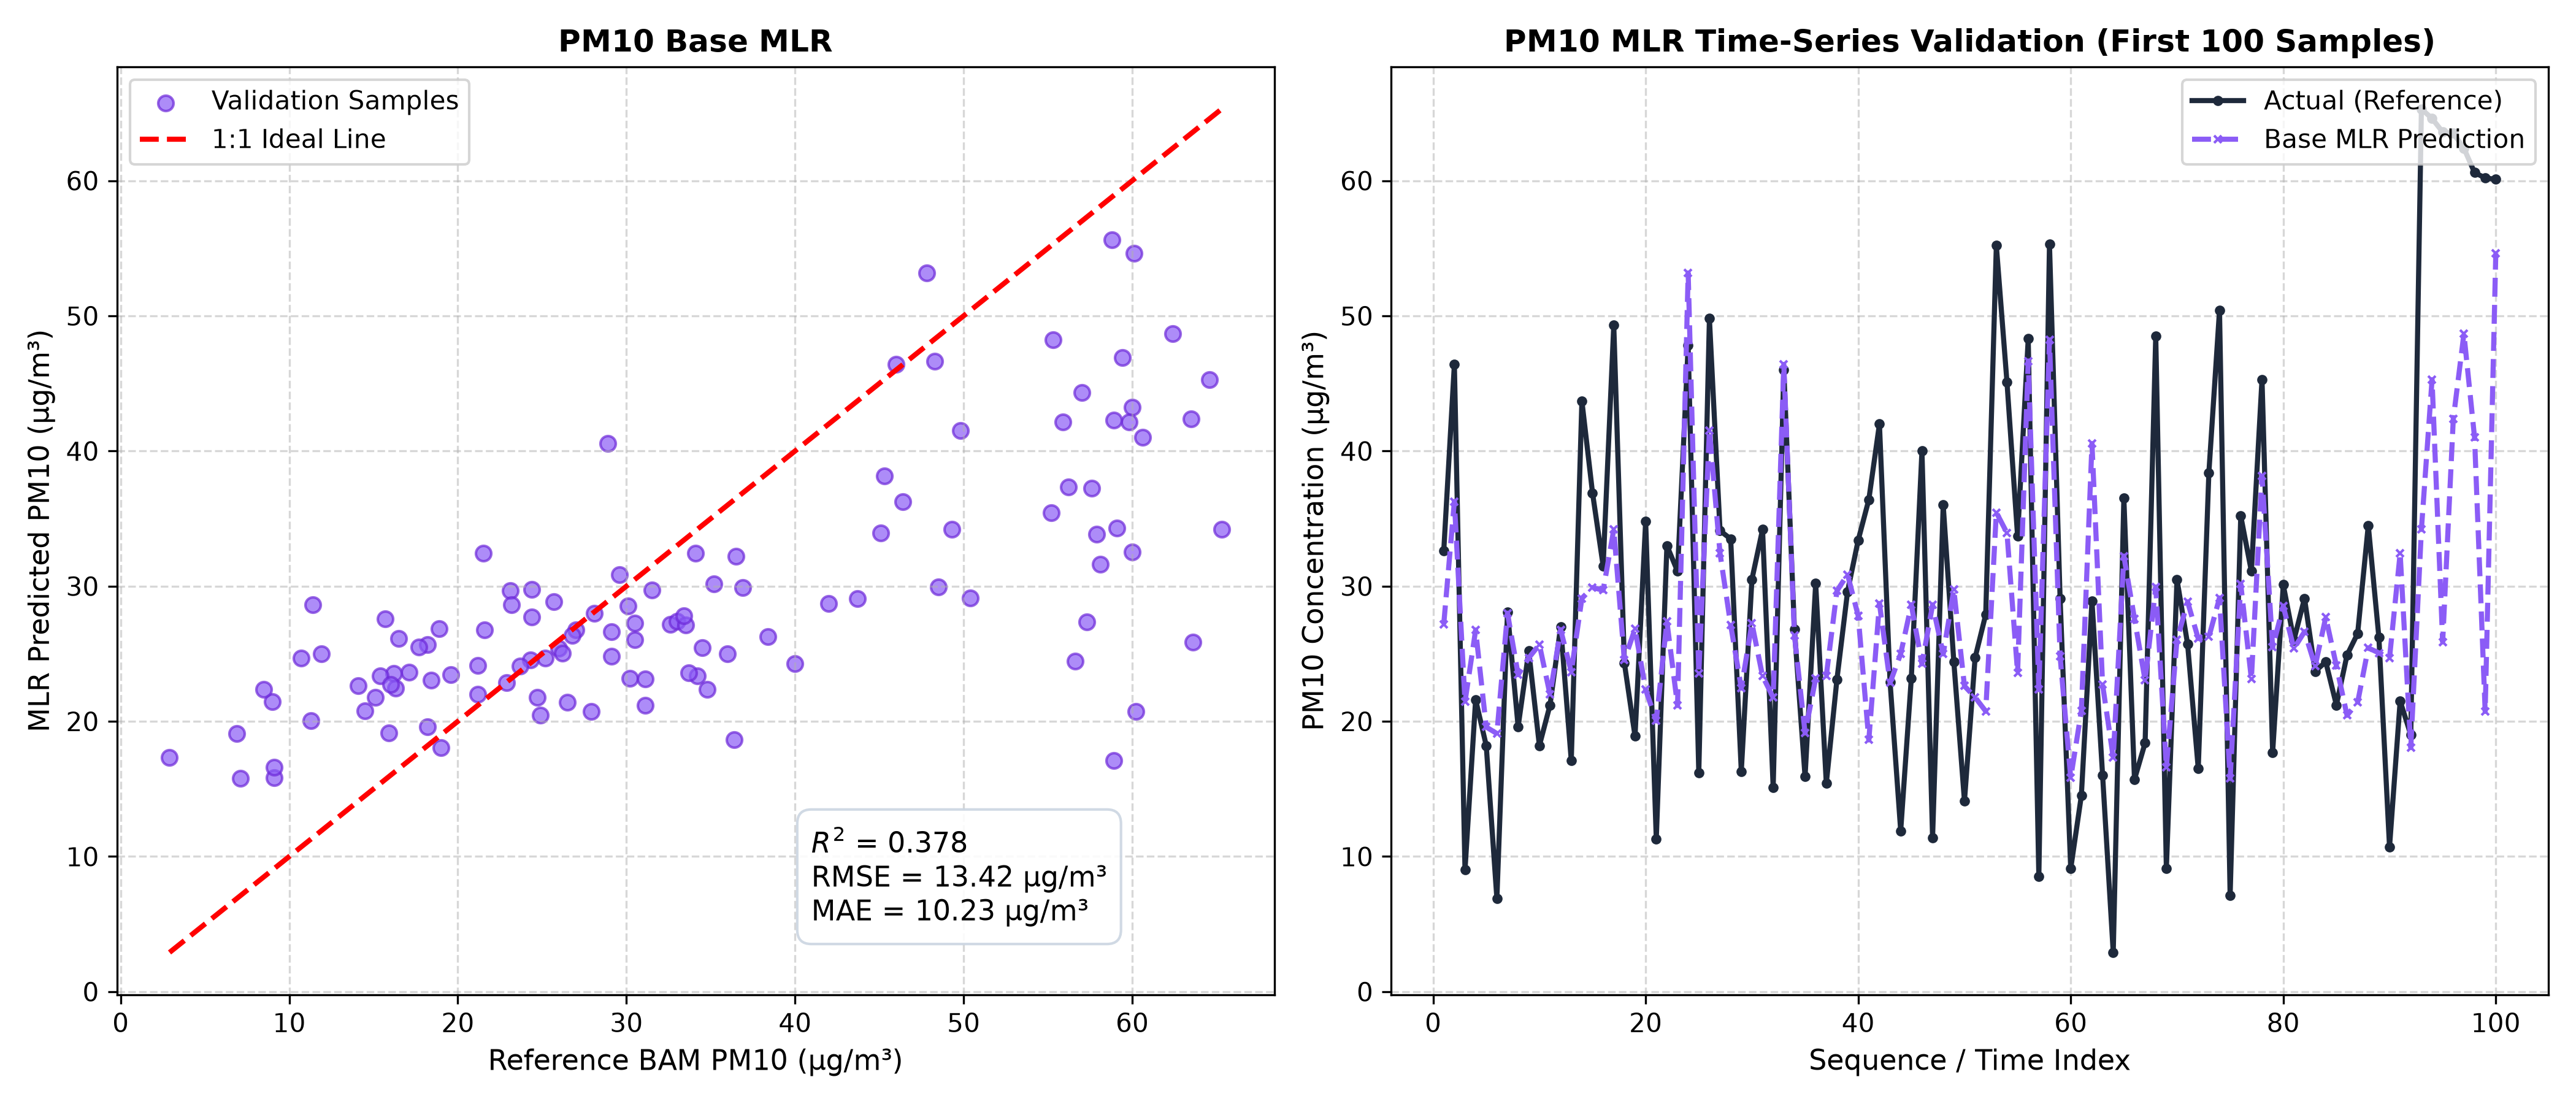 PM10 Base MLR
Validation Samples
1:1 Ideal Line
MLR Predicted PM10 (µg/m³)
60
50
40
30
20
10
0
R² = 0.378
RMSE = 13.42 µg/m³
MAE = 10.23 µg/m³
0 10 20 30 40 50 60
Reference BAM PM10 (µg/m³)
PM10 MLR Time-Series Validation (First 100 Samples)
Actual (Reference)
Base MLR Prediction
PM10 Concentration (µg/m³)
60
50
40
30
20
10
0
0 20 40 60 80 100
Sequence / Time Index